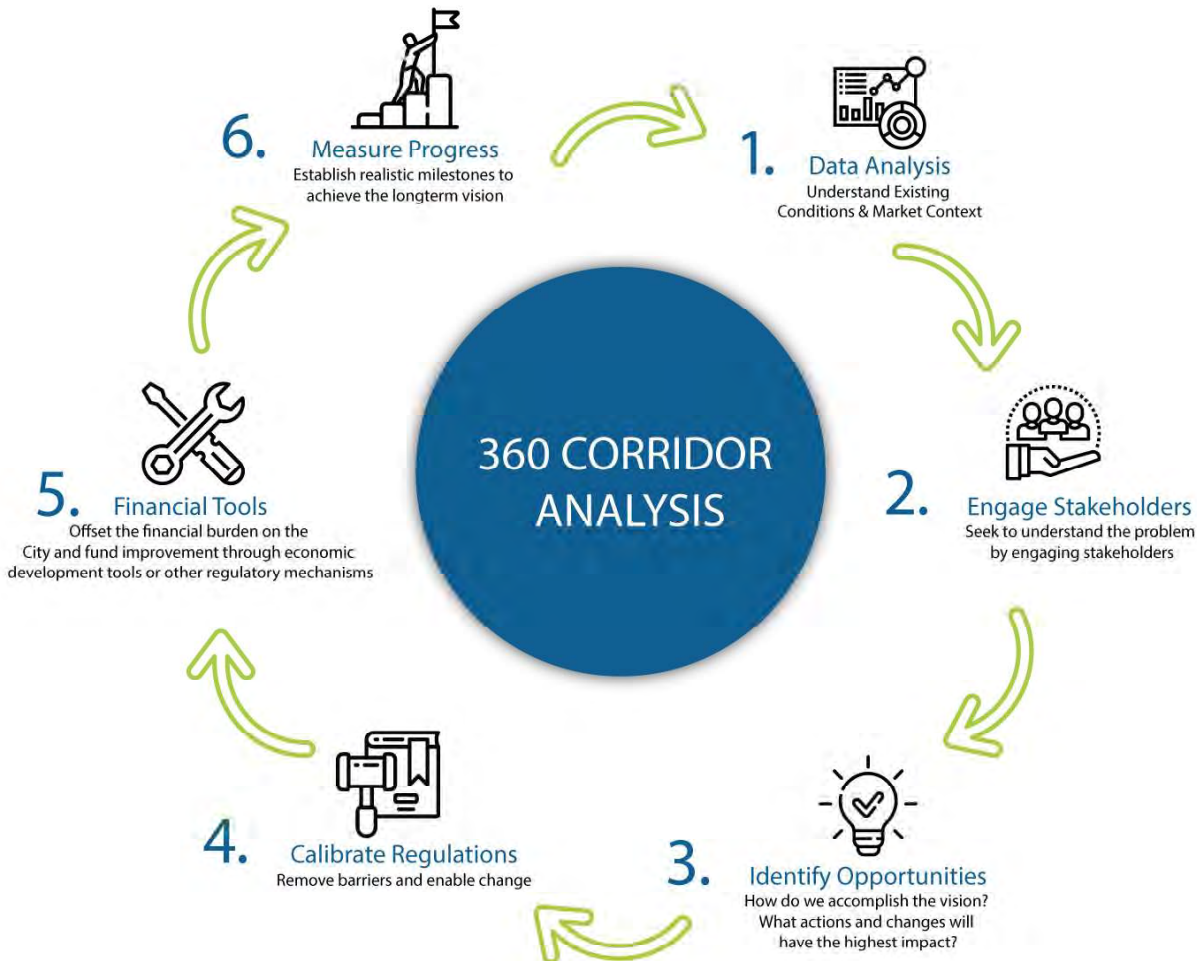 360 CORRIDOR
ANALYSIS
1.
Data Analysis
Understand Existing
Conditions & Market Context
2.
Engage Stakeholders
Seek to understand the problem
by engaging stakeholders
3.
Identify Opportunities
How do we accomplish the vision?
What actions and changes will
have the highest impact?
4.
Calibrate Regulations
Remove barriers and enable change
5.
Financial Tools
Offset the financial burden on the
City and fund improvement through economic
development tools or other regulatory mechanisms
6.
Measure Progress
Establish realistic milestones to
achieve the longterm vision